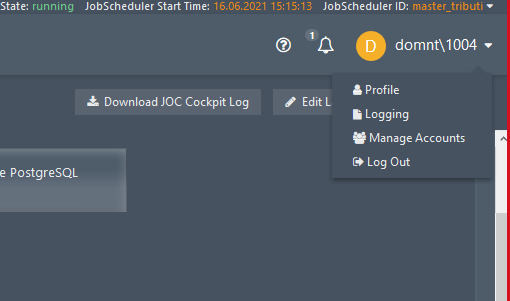 State: running JobScheduler Start Time: 16.06.2021 15:15:13 JobScheduler ID: master_tributi
1
D domnt\1004
Profile
Download JOC Cockpit Log Edit L
Logging
Manage Accounts
Log Out
e PostgreSQL